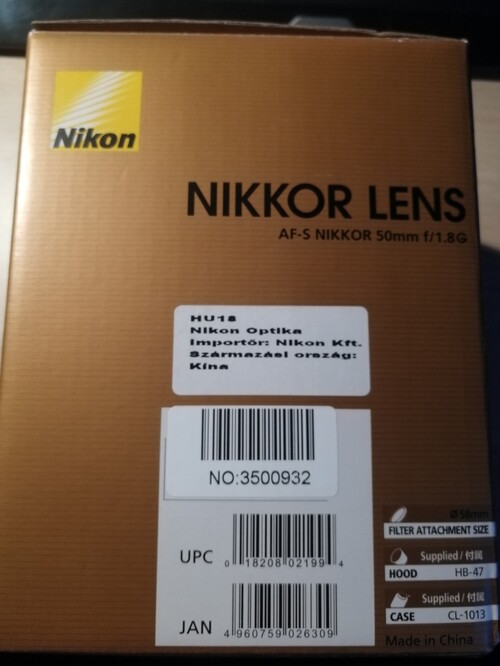 Nikon
NIKKOR LENS
AF-S NIKKOR 50mm f/1.8G
HU18
Nikon Optika
Importőr: Nikon Kft.
Származási ország:
Kína
NO:3500932
Ø58mm
FILTER ATTACHMENT SIZE
UPC 0 18208 02199 4
Supplied / 付属
HOOD HB-47
Supplied / 付属
CASE CL-1013
JAN 4 960759 026309
Made in China